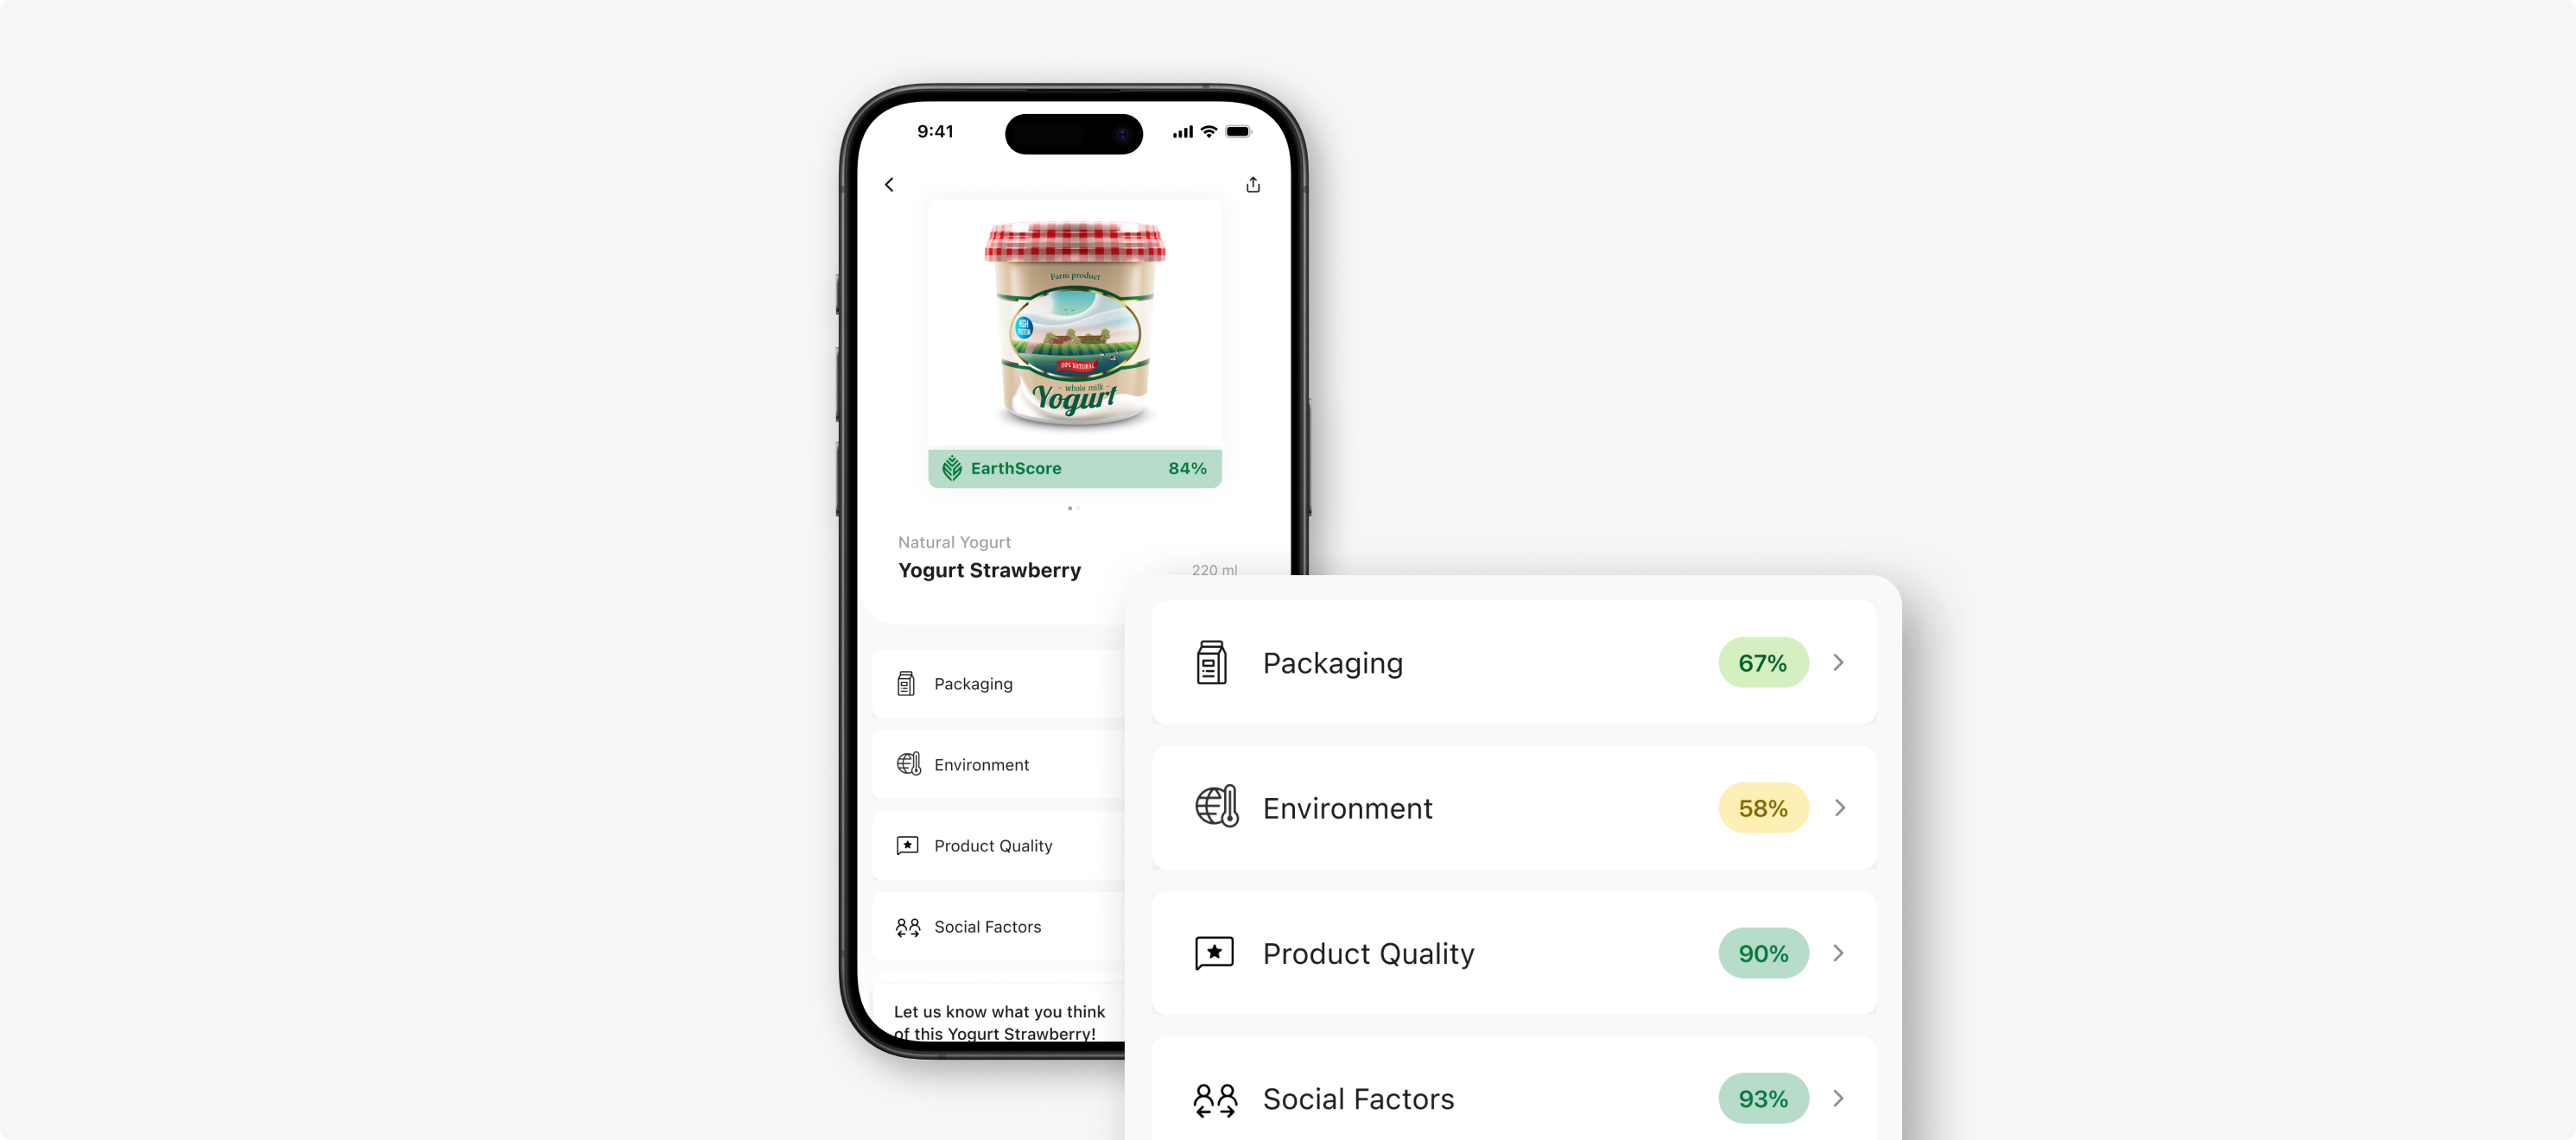 9:41
Farm product
HIGH
PROTEIN
100% NATURAL
- whole milk -
Yogurt
EarthScore 84%
Natural Yogurt
Yogurt Strawberry 220 ml
Packaging
Environment
Product Quality
Social Factors
Let us know what you think
of this Yogurt Strawberry!
Packaging 67%
Environment 58%
Product Quality 90%
Social Factors 93%